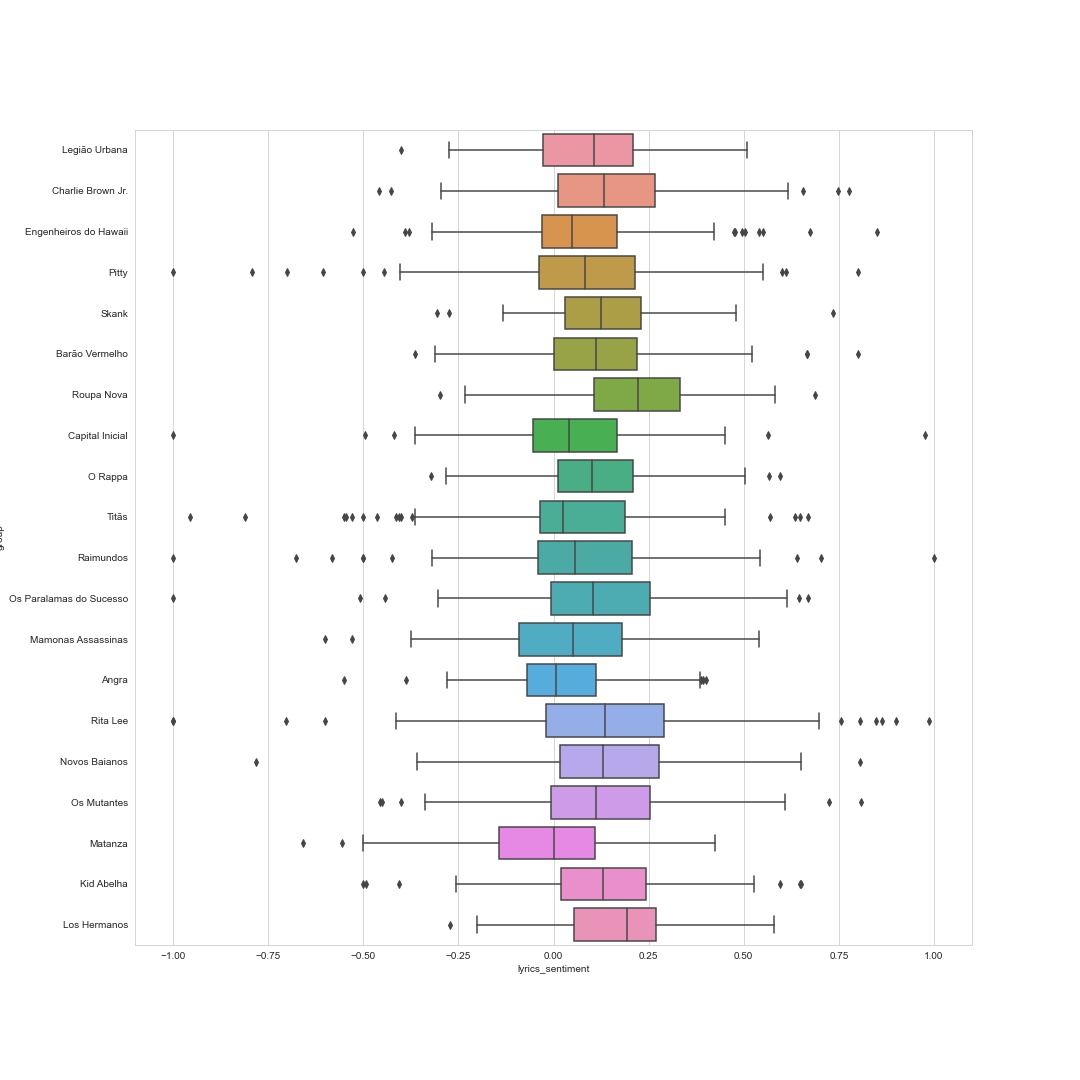 Legião Urbana
Charlie Brown Jr.
Engenheiros do Hawaii
Pitty
Skank
Barão Vermelho
Roupa Nova
Capital Inicial
O Rappa
Titãs
Raimundos
Os Paralamas do Sucesso
Mamonas Assassinas
Angra
Rita Lee
Novos Baianos
Os Mutantes
Matanza
Kid Abelha
Los Hermanos
group
−1.00 −0.75 −0.50 −0.25 0.00 0.25 0.50 0.75 1.00
lyrics_sentiment